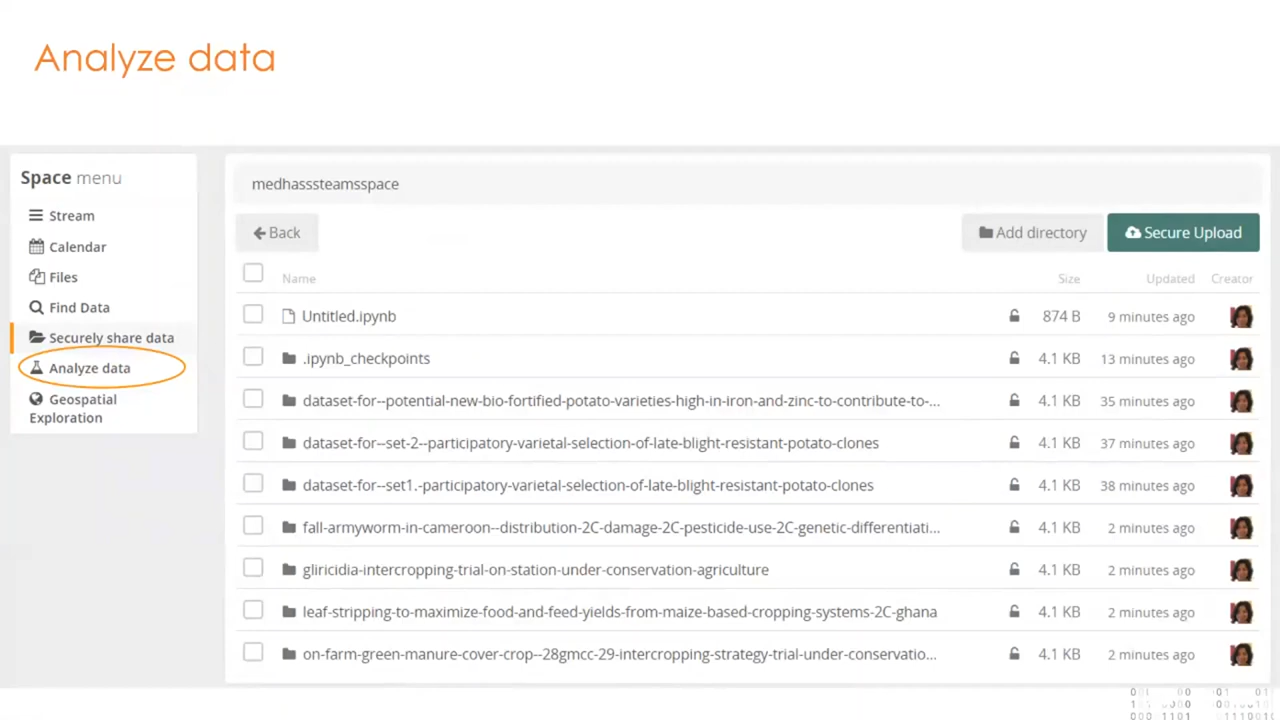 Analyze data
Space menu
Stream
Calendar
Files
Find Data
Securely share data
Analyze data
Geospatial
Exploration
medhasssteamsspace
Back
Add directory
Secure Upload
Name Size Updated Creator
Untitled.ipynb 874 B 9 minutes ago
.ipynb_checkpoints 4.1 KB 13 minutes ago
dataset-for--potential-new-bio-fortified-potato-varieties-high-in-iron-and-zinc-to-contribute-to-... 4.1 KB 35 minutes ago
dataset-for--set-2--participatory-varietal-selection-of-late-blight-resistant-potato-clones 4.1 KB 37 minutes ago
dataset-for--set1.-participatory-varietal-selection-of-late-blight-resistant-potato-clones 4.1 KB 38 minutes ago
fall-armyworm-in-cameroon--distribution-2C-damage-2C-pesticide-use-2C-genetic-differentiati... 4.1 KB 2 minutes ago
gliricidia-intercropping-trial-on-station-under-conservation-agriculture 4.1 KB 2 minutes ago
leaf-stripping-to-maximize-food-and-feed-yields-from-maize-based-cropping-systems-2C-ghana 4.1 KB 2 minutes ago
on-farm-green-manure-cover-crop--28gmcc-29-intercropping-strategy-trial-under-conservatio... 4.1 KB 2 minutes ago